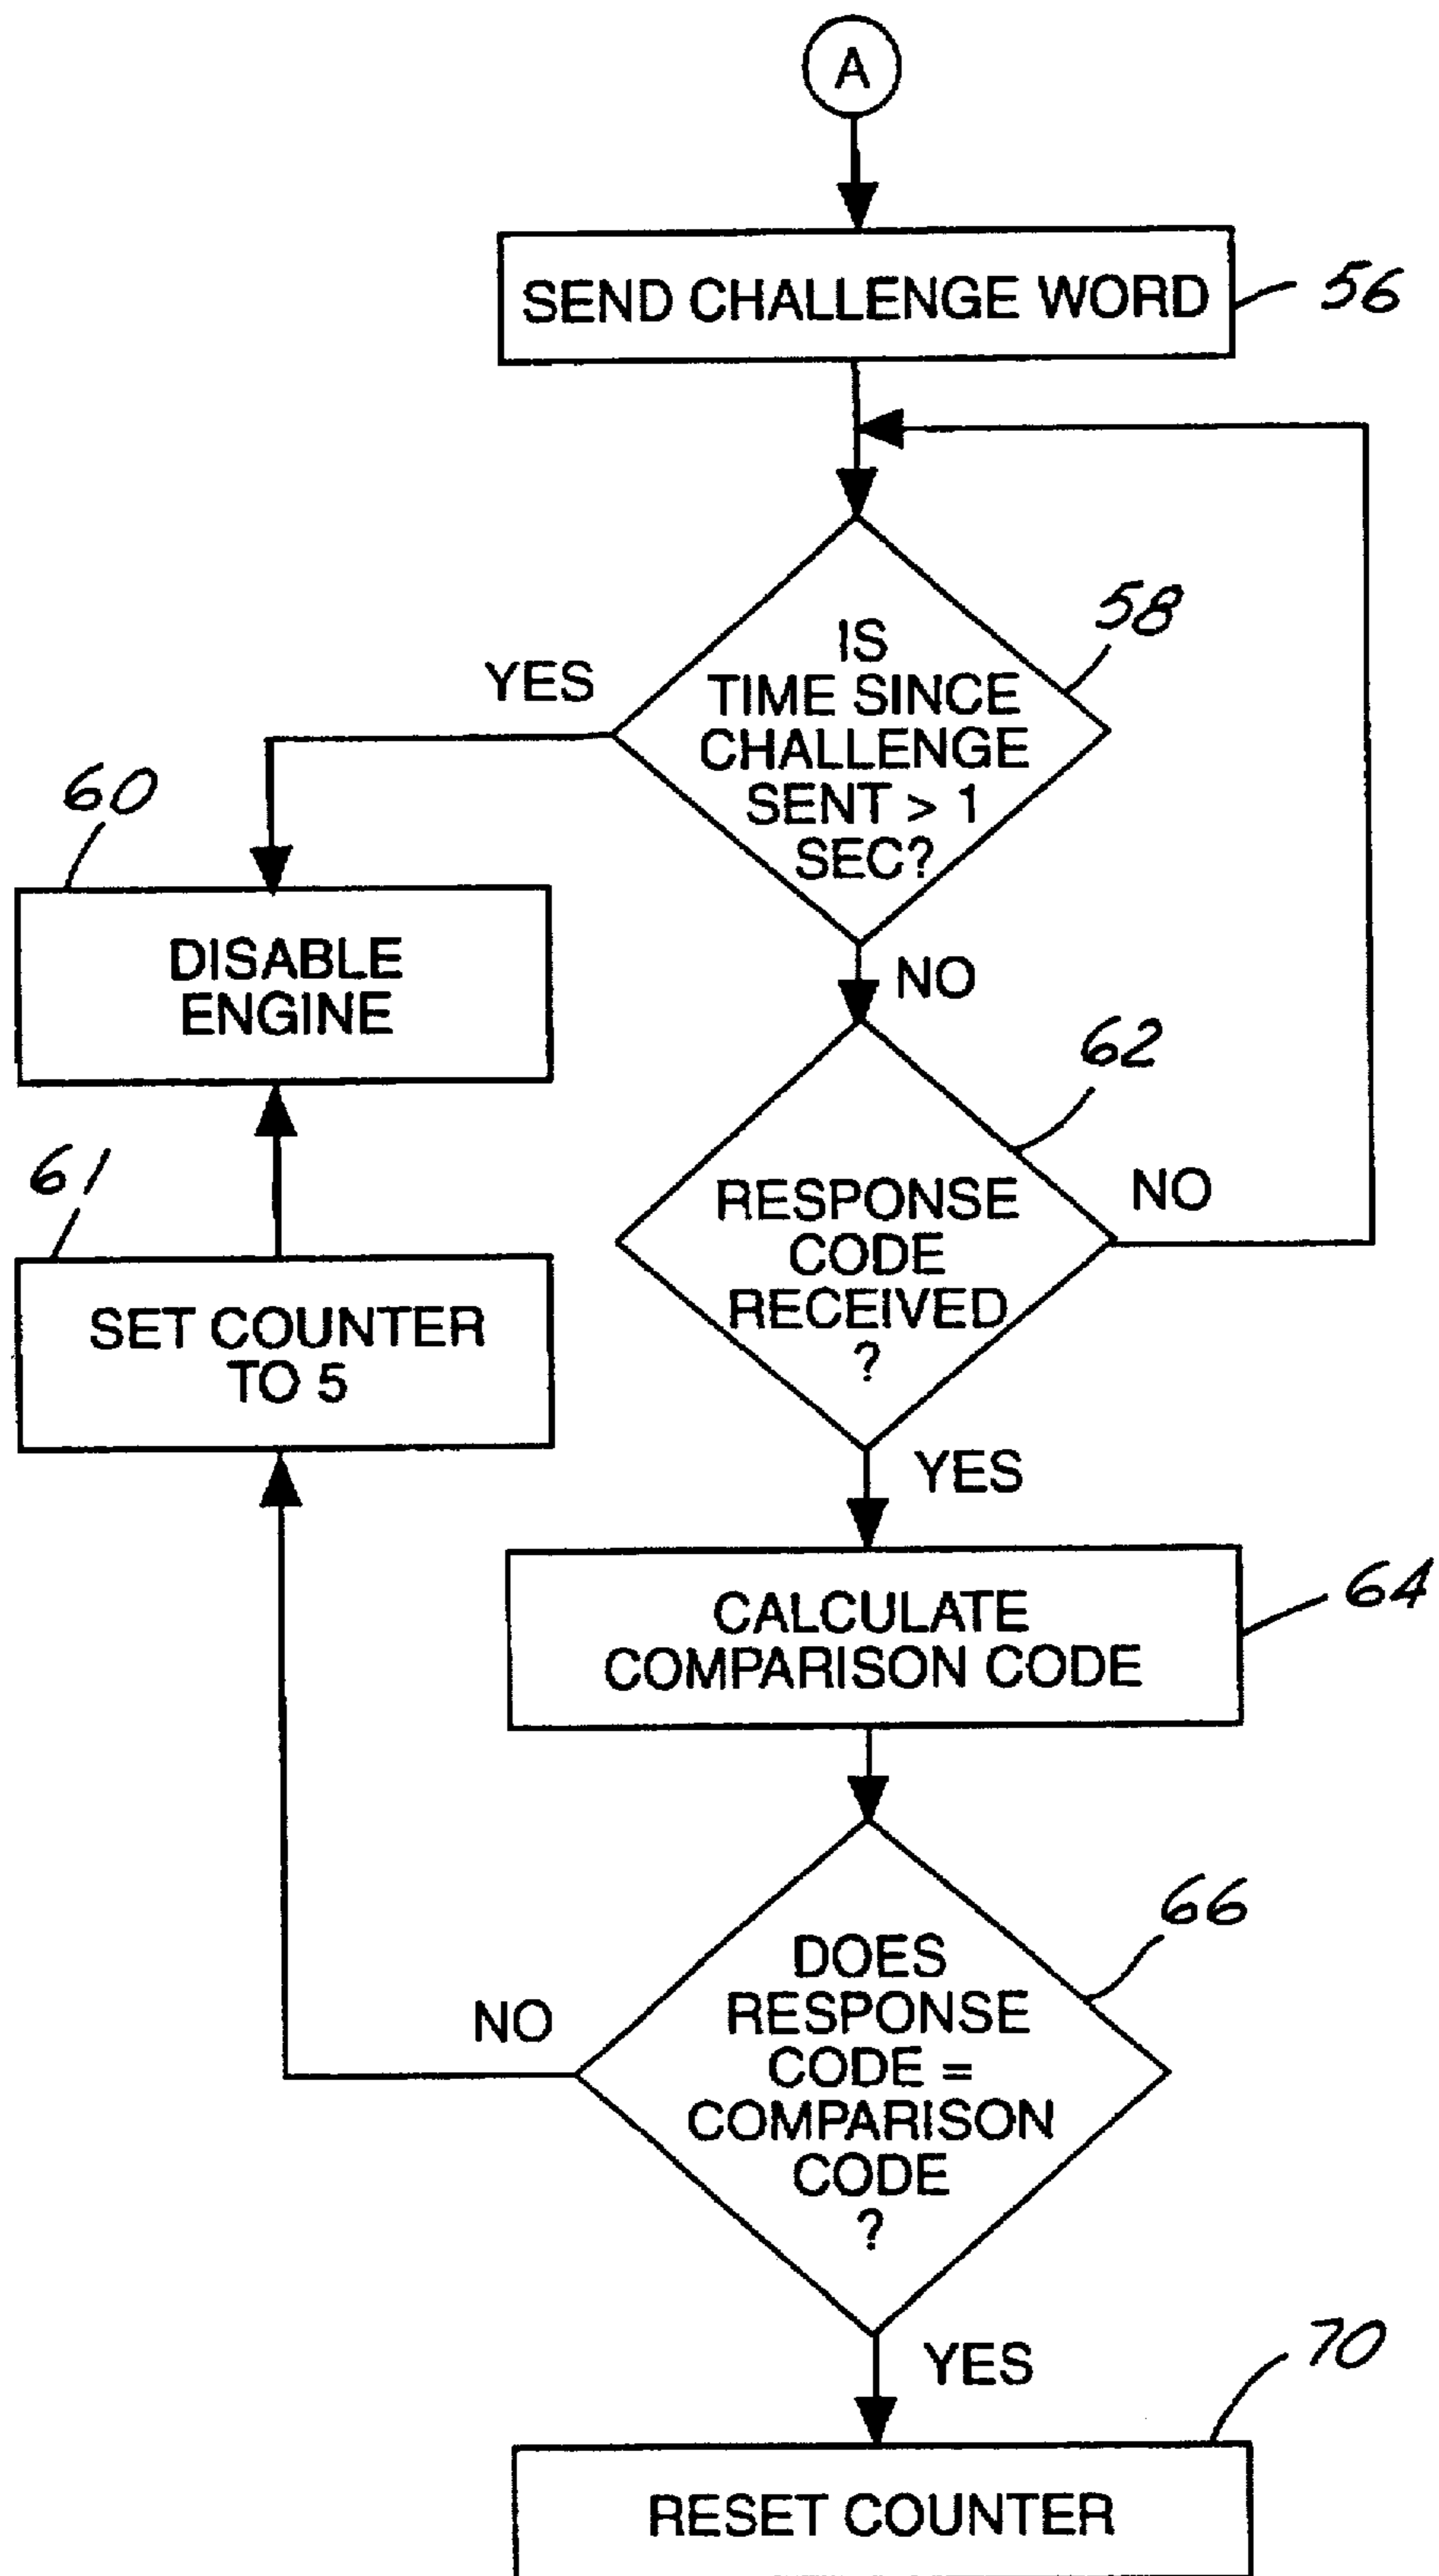 A
SEND CHALLENGE WORD
56
IS
TIME SINCE
CHALLENGE
SENT > 1
SEC?
58
YES
60
DISABLE
ENGINE
NO
62
61
RESPONSE
CODE
RECEIVED
?
NO
SET COUNTER
TO 5
YES
CALCULATE
COMPARISON CODE
64
66
DOES
RESPONSE
CODE =
COMPARISON
CODE
?
NO
YES
70
RESET COUNTER